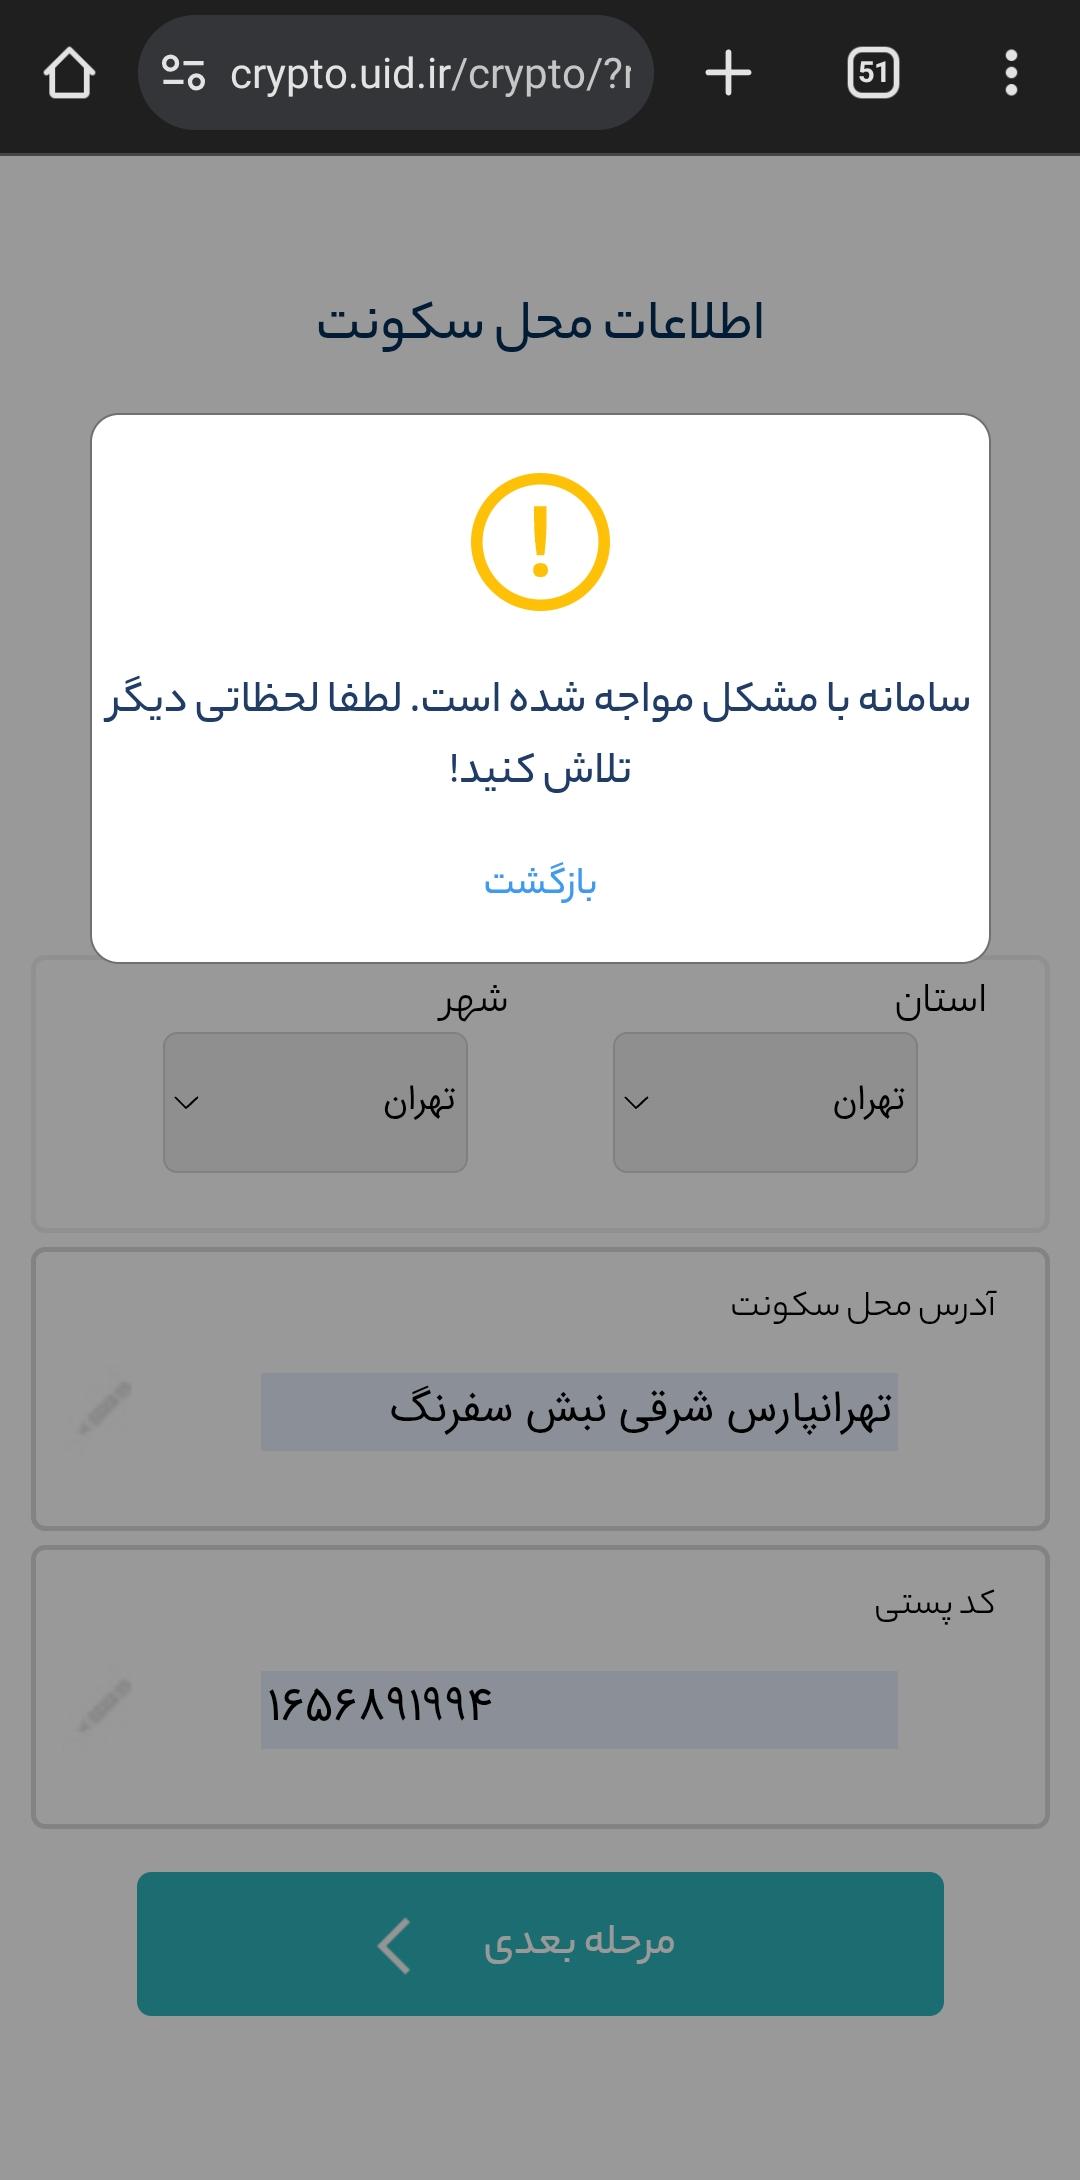 crypto.uid.ir/crypto/?
51
اطلاعات محل سکونت
سامانه با مشکل مواجه شده است. لطفا لحظاتی دیگر
تلاش کنید!
بازگشت
استان
شهر
تهران
تهران
آدرس محل سکونت
تهرانپارس شرقی نبش سفرنگ
کد پستی
۱۶۵۶۸۹۱۹۹۴
مرحله بعدی